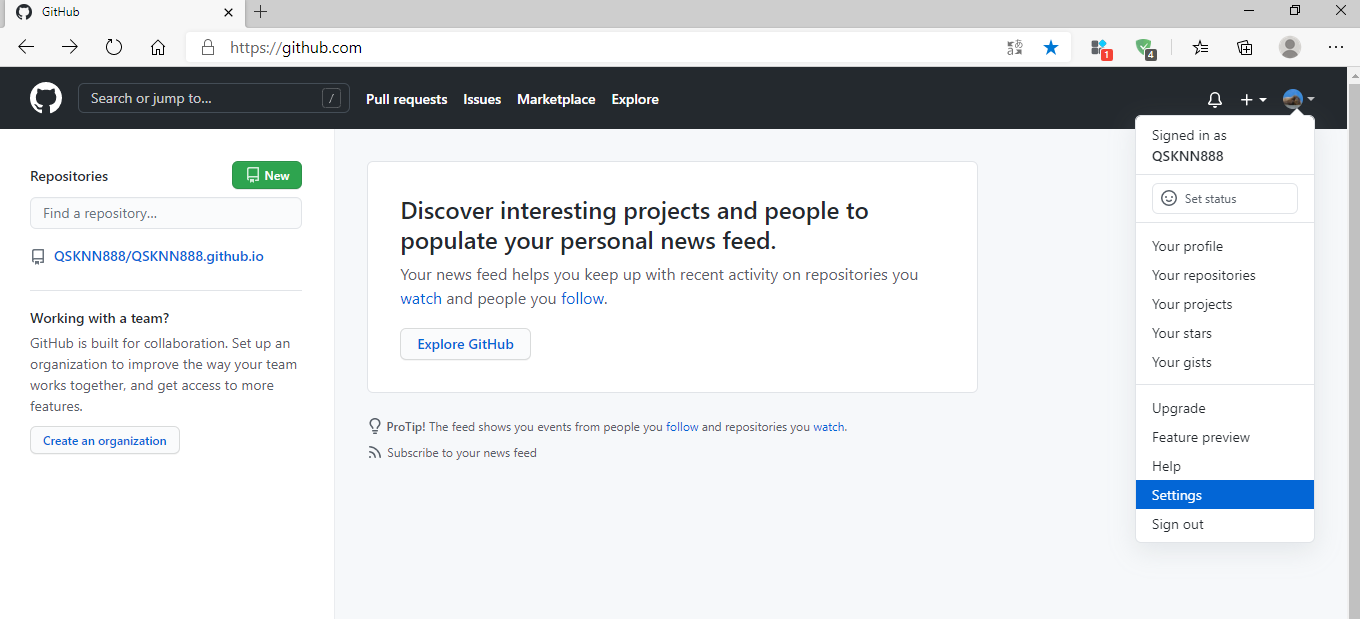 GitHub
https://github.com
1
4
Search or jump to...
/
Pull requests
Issues
Marketplace
Explore
Signed in as
QSKNN888
Set status
Your profile
Your repositories
Your projects
Your stars
Your gists
Upgrade
Feature preview
Help
Settings
Sign out
Repositories
New
Find a repository...
QSKNN888/QSKNN888.github.io
Working with a team?
GitHub is built for collaboration. Set up an
organization to improve the way your team
works together, and get access to more
features.
Create an organization
Discover interesting projects and people to
populate your personal news feed.
Your news feed helps you keep up with recent activity on repositories you
watch and people you follow.
Explore GitHub
ProTip! The feed shows you events from people you follow and repositories you watch.
Subscribe to your news feed